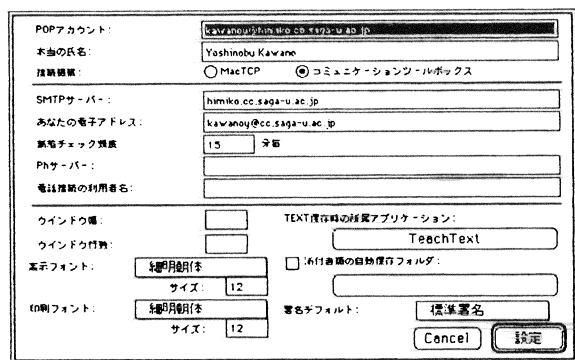 POPアカウント: kawanoy@himiko.cc.saga-u.ac.jp
本当の氏名: Yoshinobu Kawano
接続機構: MacTCP コミュニケーションツールボックス
SMTPサーバー: himiko.cc.saga-u.ac.jp
あなたの電子アドレス: kawanoy@cc.saga-u.ac.jp
新着チェック頻度 15 分毎
Phサーバー:
電話接続の利用者名:
ウインドウ幅: TEXT保存時の所属アプリケーション:
ウインドウ行数: TeachText
表示フォント: 細明朝体 添付書類の自動保存フォルダ:
サイズ: 12
印刷フォント: 細明朝体 署名デフォルト: 標準署名
サイズ: 12 Cancel 設定